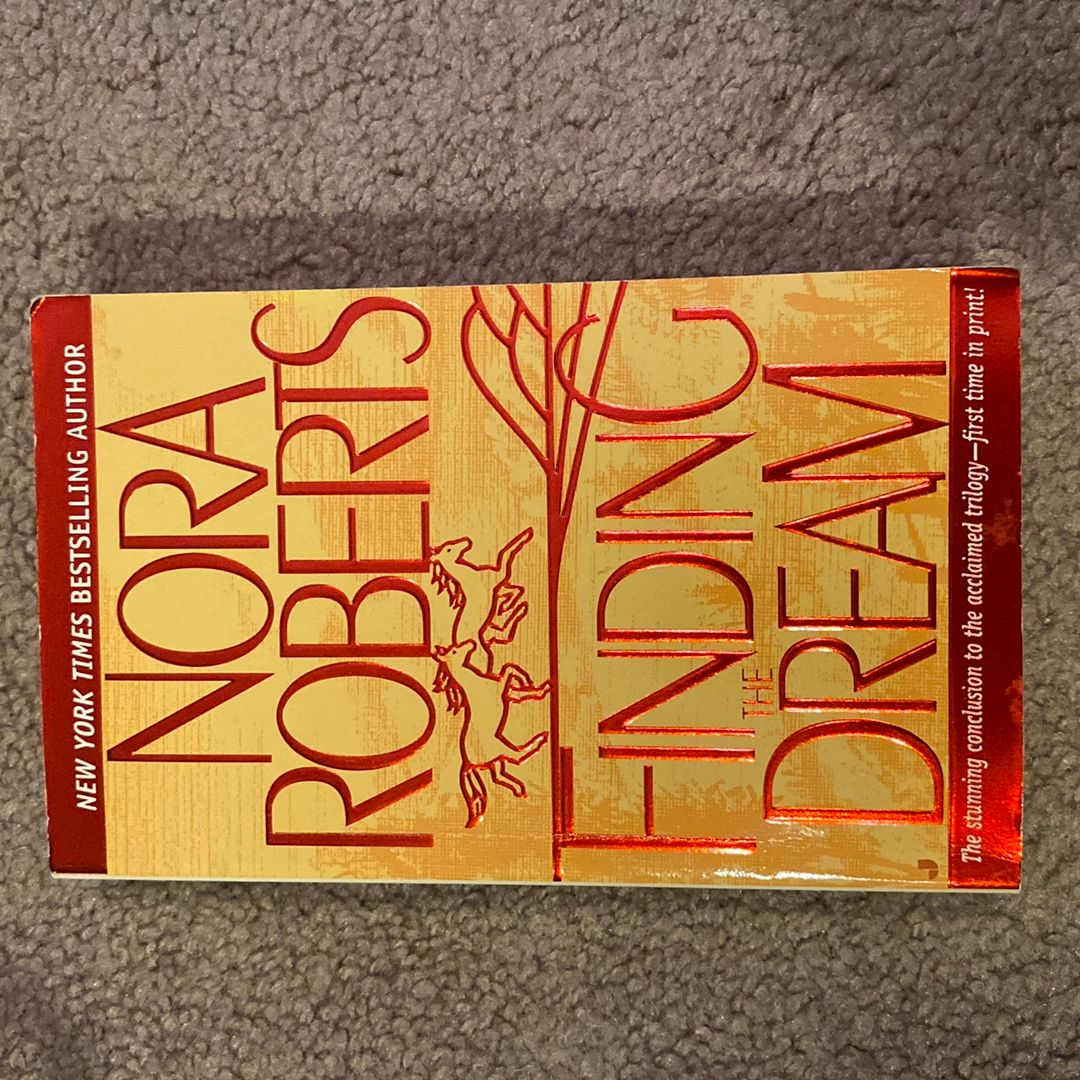 NEW YORK TIMES BESTSELLING AUTHOR
NORA
ROBERTS
FINDING
THE
DREAM
J
The stunning conclusion to the acclaimed trilogy—first time in print!